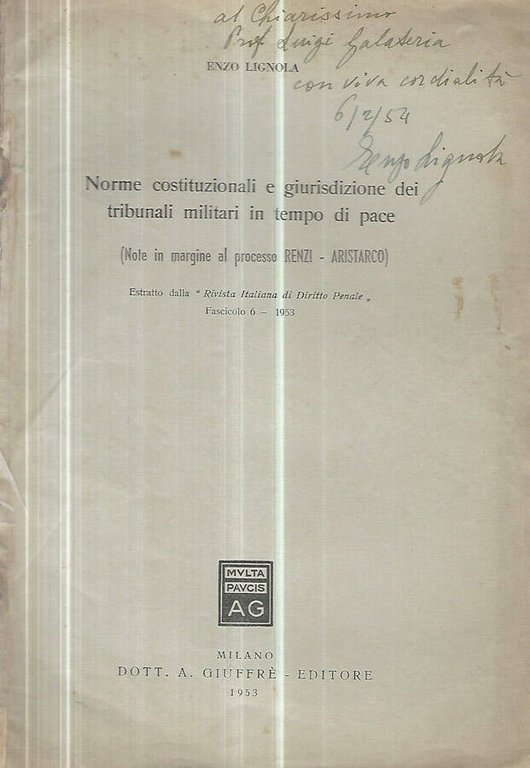 al Chiarissimo
Prof. Luigi Galateria
ENZO LIGNOLA
con viva cordialità
6/2/54
Enzo Lignola
Norme costituzionali e giurisdizione dei
tribunali militari in tempo di pace
(Note in margine al processo RENZI - ARISTARCO)
Estratto dalla " Rivista Italiana di Diritto Penale „
Fascicolo 6 - 1953
MVLTA
PAVCIS
AG
MILANO
DOTT. A. GIUFFRÈ - EDITORE
1953